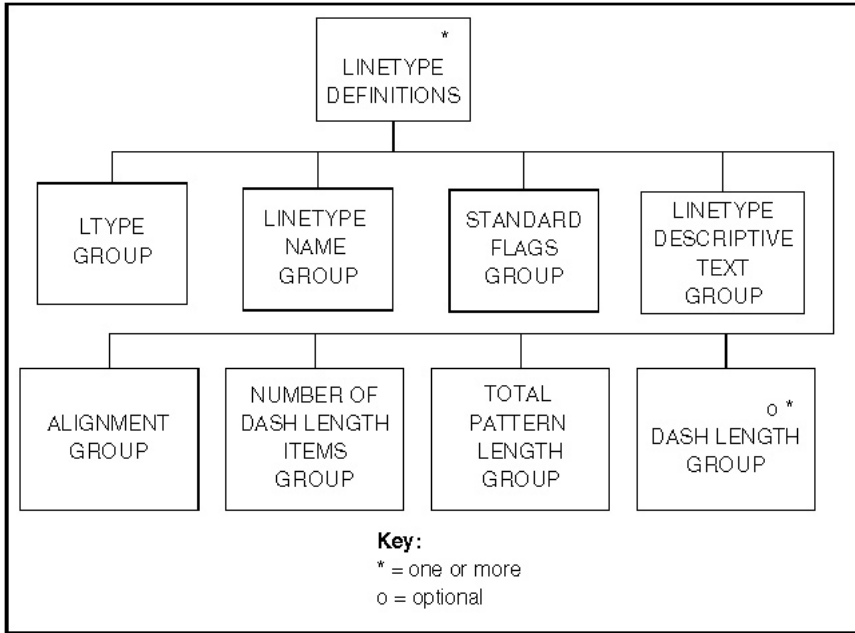 *
LINETYPE
DEFINITIONS
LTYPE
GROUP
LINETYPE
NAME
GROUP
STANDARD
FLAGS
GROUP
LINETYPE
DESCRIPTIVE
TEXT
GROUP
ALIGNMENT
GROUP
NUMBER OF
DASH LENGTH
ITEMS
GROUP
TOTAL
PATTERN
LENGTH
GROUP
o *
DASH LENGTH
GROUP
Key:
* = one or more
o = optional